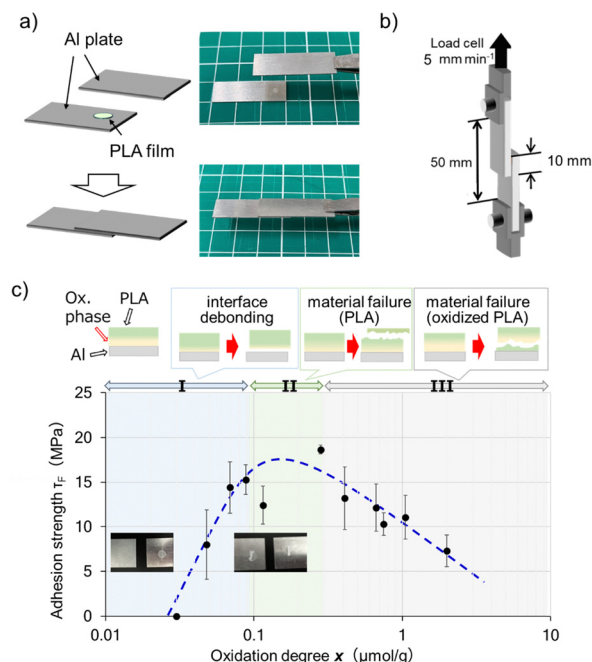 a)
Al plate
PLA film
b)
Load cell
5 mm min-1
50 mm
10 mm
c)
Ox.
phase
PLA
Al
interface
debonding
material failure
(PLA)
material failure
(oxidized PLA)
I
II
III
25
20
15
10
5
0
Adhesion strength τF (MPa)
0.01
0.1
1
10
Oxidation degree x (μmol/g)